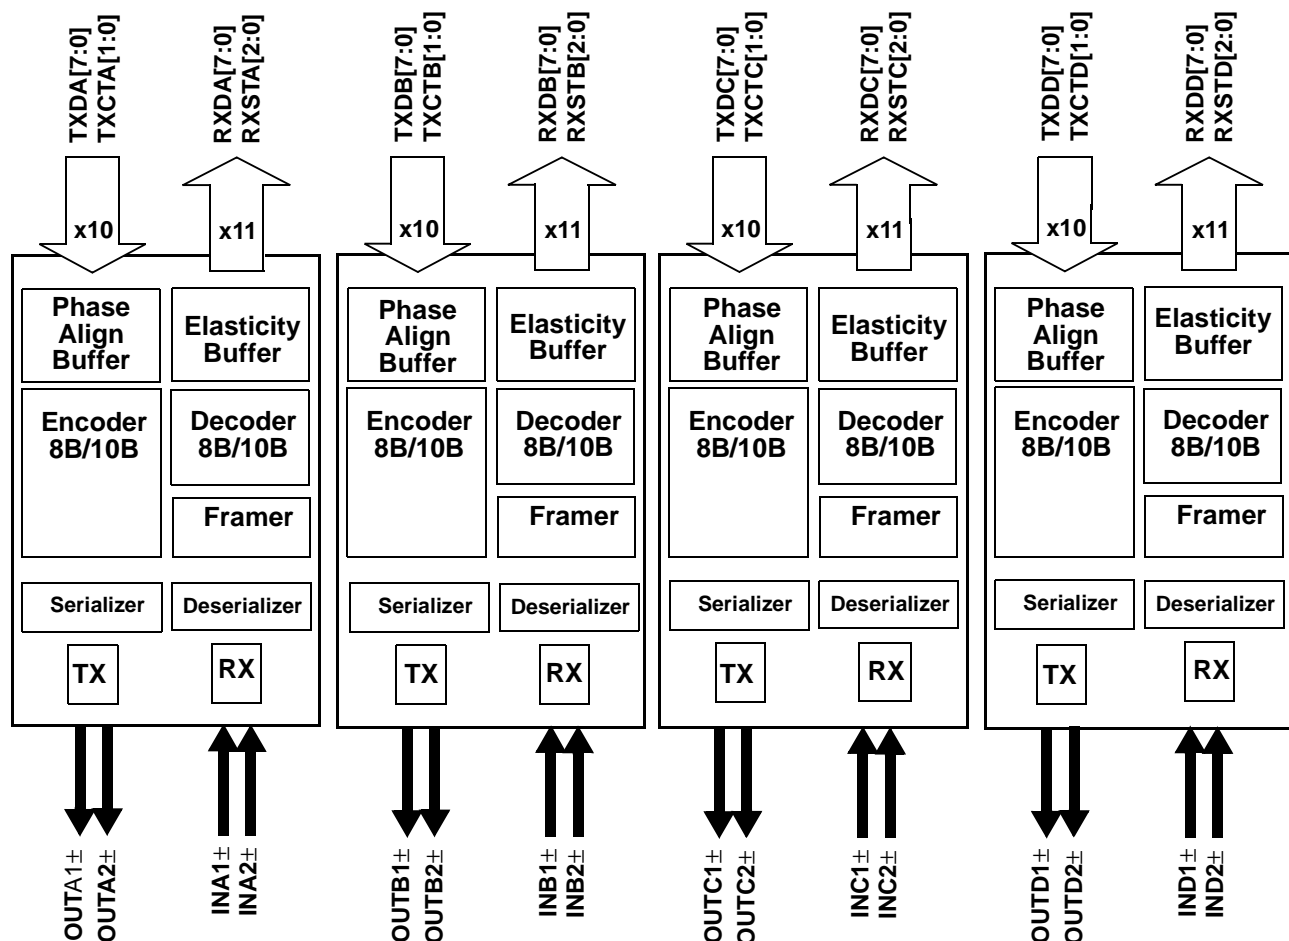 TXDA[7:0]
TXCTA[1:0]
RXDA[7:0]
RXSTA[2:0]
TXDB[7:0]
TXCTB[1:0]
RXDB[7:0]
RXSTB[2:0]
TXDC[7:0]
TXCTC[1:0]
RXDC[7:0]
RXSTC[2:0]
TXDD[7:0]
TXCTD[1:0]
RXDD[7:0]
RXSTD[2:0]
x10
x11
x10
x11
x10
x11
x10
x11
Phase
Align
Buffer
Elasticity
Buffer
Phase
Align
Buffer
Elasticity
Buffer
Phase
Align
Buffer
Elasticity
Buffer
Phase
Align
Buffer
Elasticity
Buffer
Encoder
8B/10B
Decoder
8B/10B
Encoder
8B/10B
Decoder
8B/10B
Encoder
8B/10B
Decoder
8B/10B
Encoder
8B/10B
Decoder
8B/10B
Framer
Framer
Framer
Framer
Serializer
Deserializer
Serializer
Deserializer
Serializer
Deserializer
Serializer
Deserializer
TX
RX
TX
RX
TX
RX
TX
RX
OUTA1±
OUTA2±
INA1±
INA2±
OUTB1±
OUTB2±
INB1±
INB2±
OUTC1±
OUTC2±
INC1±
INC2±
OUTD1±
OUTD2±
IND1±
IND2±